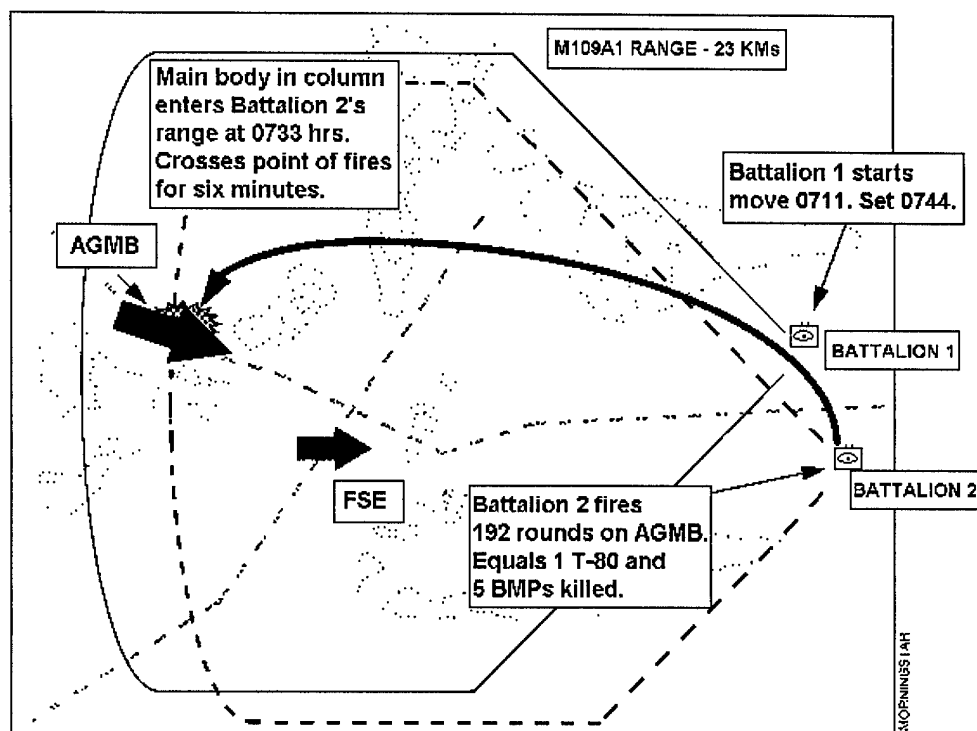 M109A1 RANGE - 23 KMs
Main body in column
enters Battalion 2's
range at 0733 hrs.
Crosses point of fires
for six minutes.
Battalion 1 starts
move 0711. Set 0744.
AGMB
BATTALION 1
FSE
Battalion 2 fires
192 rounds on AGMB.
Equals 1 T-80 and
5 BMPs killed.
BATTALION 2
MORNINGSTAR